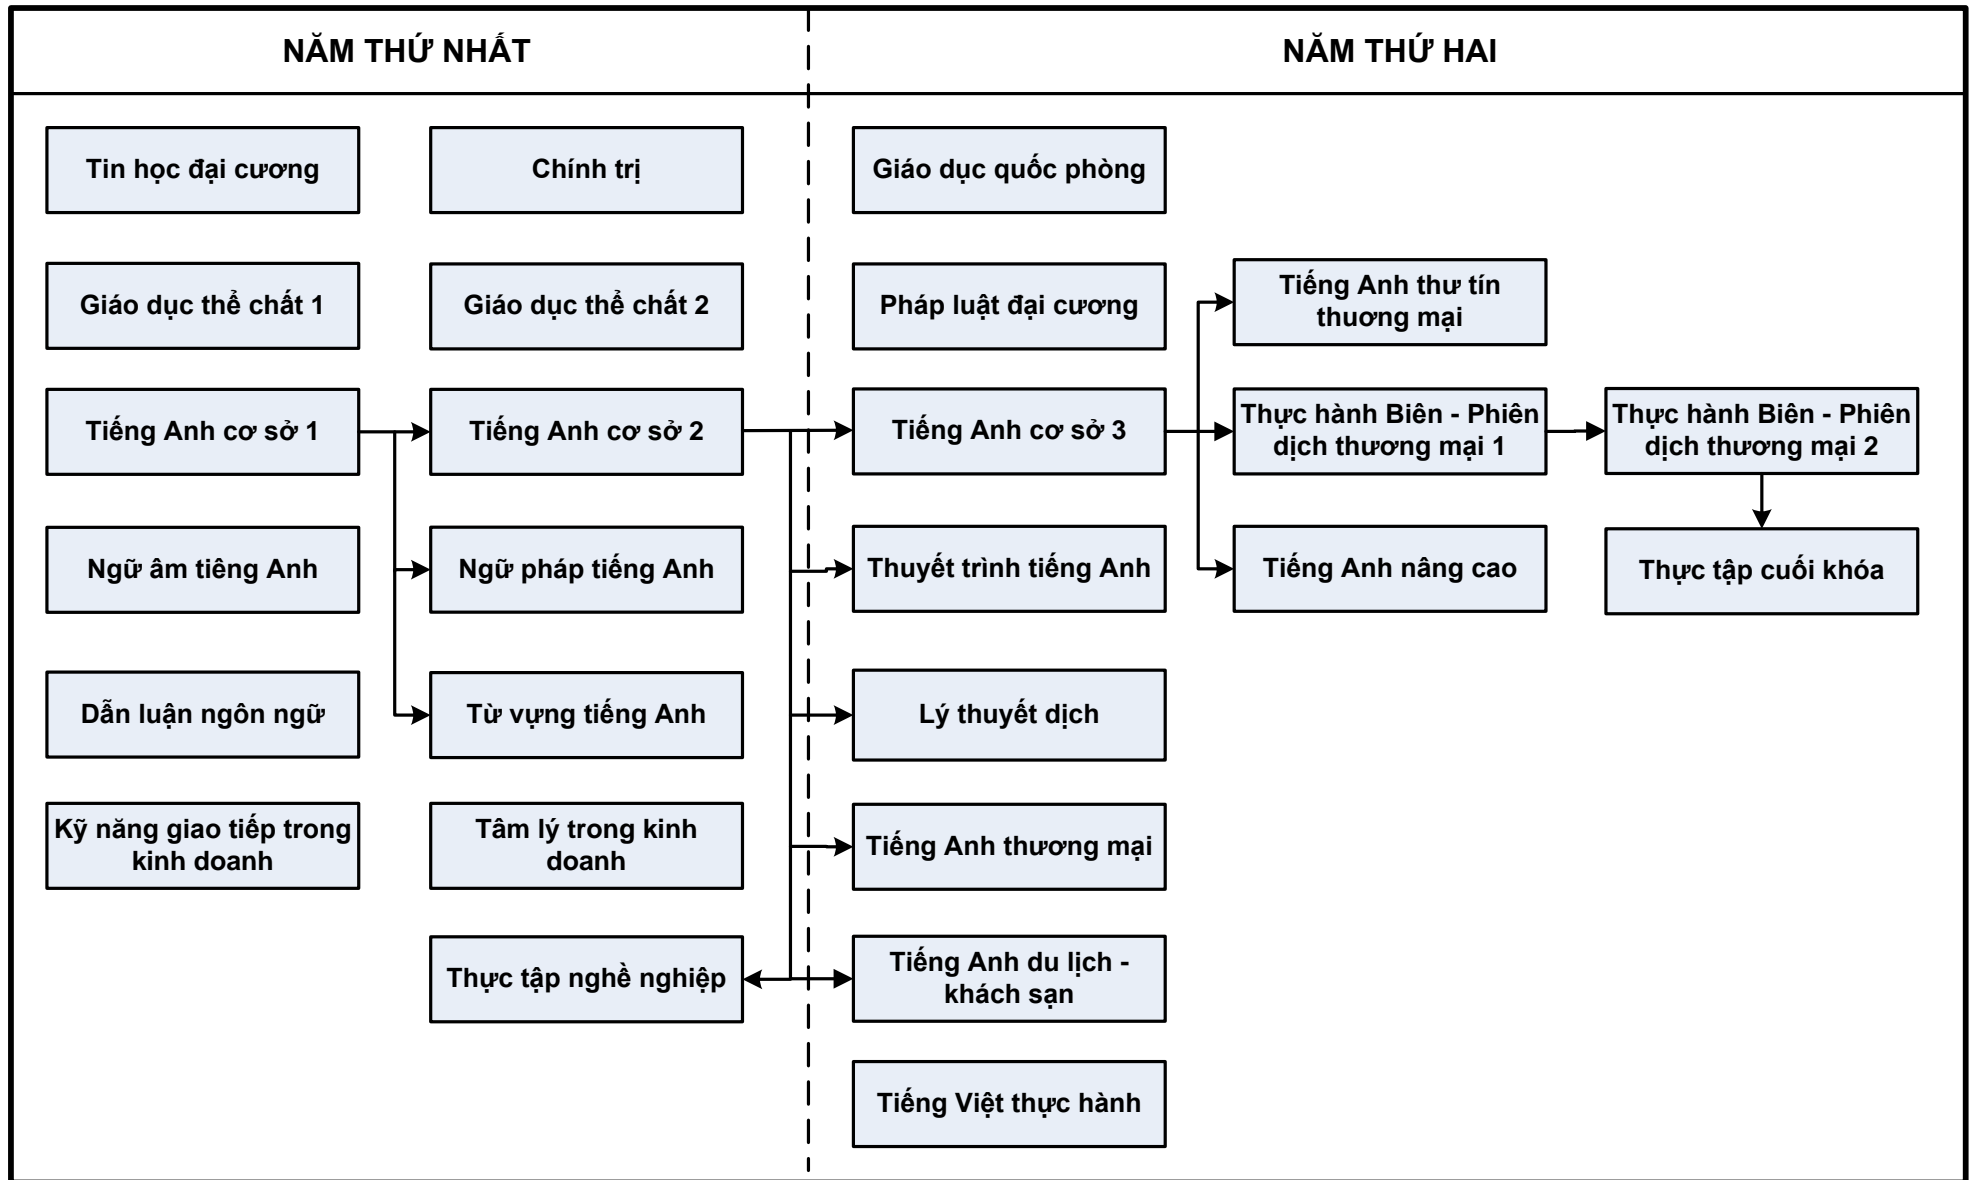 NĂM THỨ NHẤT
NĂM THỨ HAI
Tin học đại cương
Chính trị
Giáo dục quốc phòng
Giáo dục thể chất 1
Giáo dục thể chất 2
Pháp luật đại cương
Tiếng Anh thư tín
thuơng mại
Tiếng Anh cơ sở 1
Tiếng Anh cơ sở 2
Tiếng Anh cơ sở 3
Thực hành Biên - Phiên
dịch thương mại 1
Thực hành Biên - Phiên
dịch thương mại 2
Ngữ âm tiêng Anh
Ngữ pháp tiếng Anh
Thuyết trình tiếng Anh
Tiếng Anh nâng cao
Thực tập cuối khóa
Dẫn luận ngôn ngữ
Từ vựng tiếng Anh
Lý thuyết dịch
Kỹ năng giao tiếp trong
kinh doanh
Tâm lý trong kinh
doanh
Tiếng Anh thương mại
Thực tập nghề nghiệp
Tiếng Anh du lịch -
khách sạn
Tiếng Việt thực hành